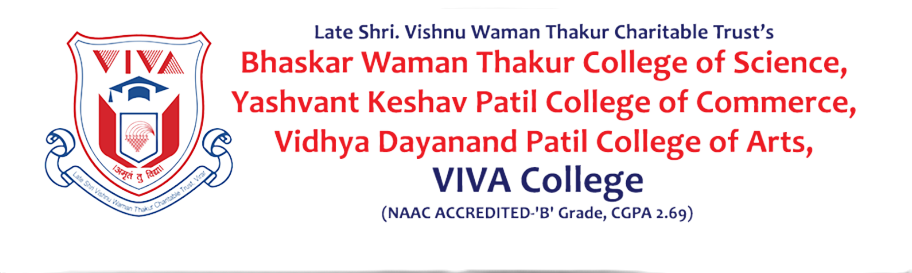 VIVA
।अमृतं तु विद्या।
Late Shri Vishnu Waman Thakur Charitable Trust, Virar
Late Shri. Vishnu Waman Thakur Charitable Trust’s
Bhaskar Waman Thakur College of Science,
Yashvant Keshav Patil College of Commerce,
Vidhya Dayanand Patil College of Arts,
VIVA College
(NAAC ACCREDITED-'B' Grade, CGPA 2.69)